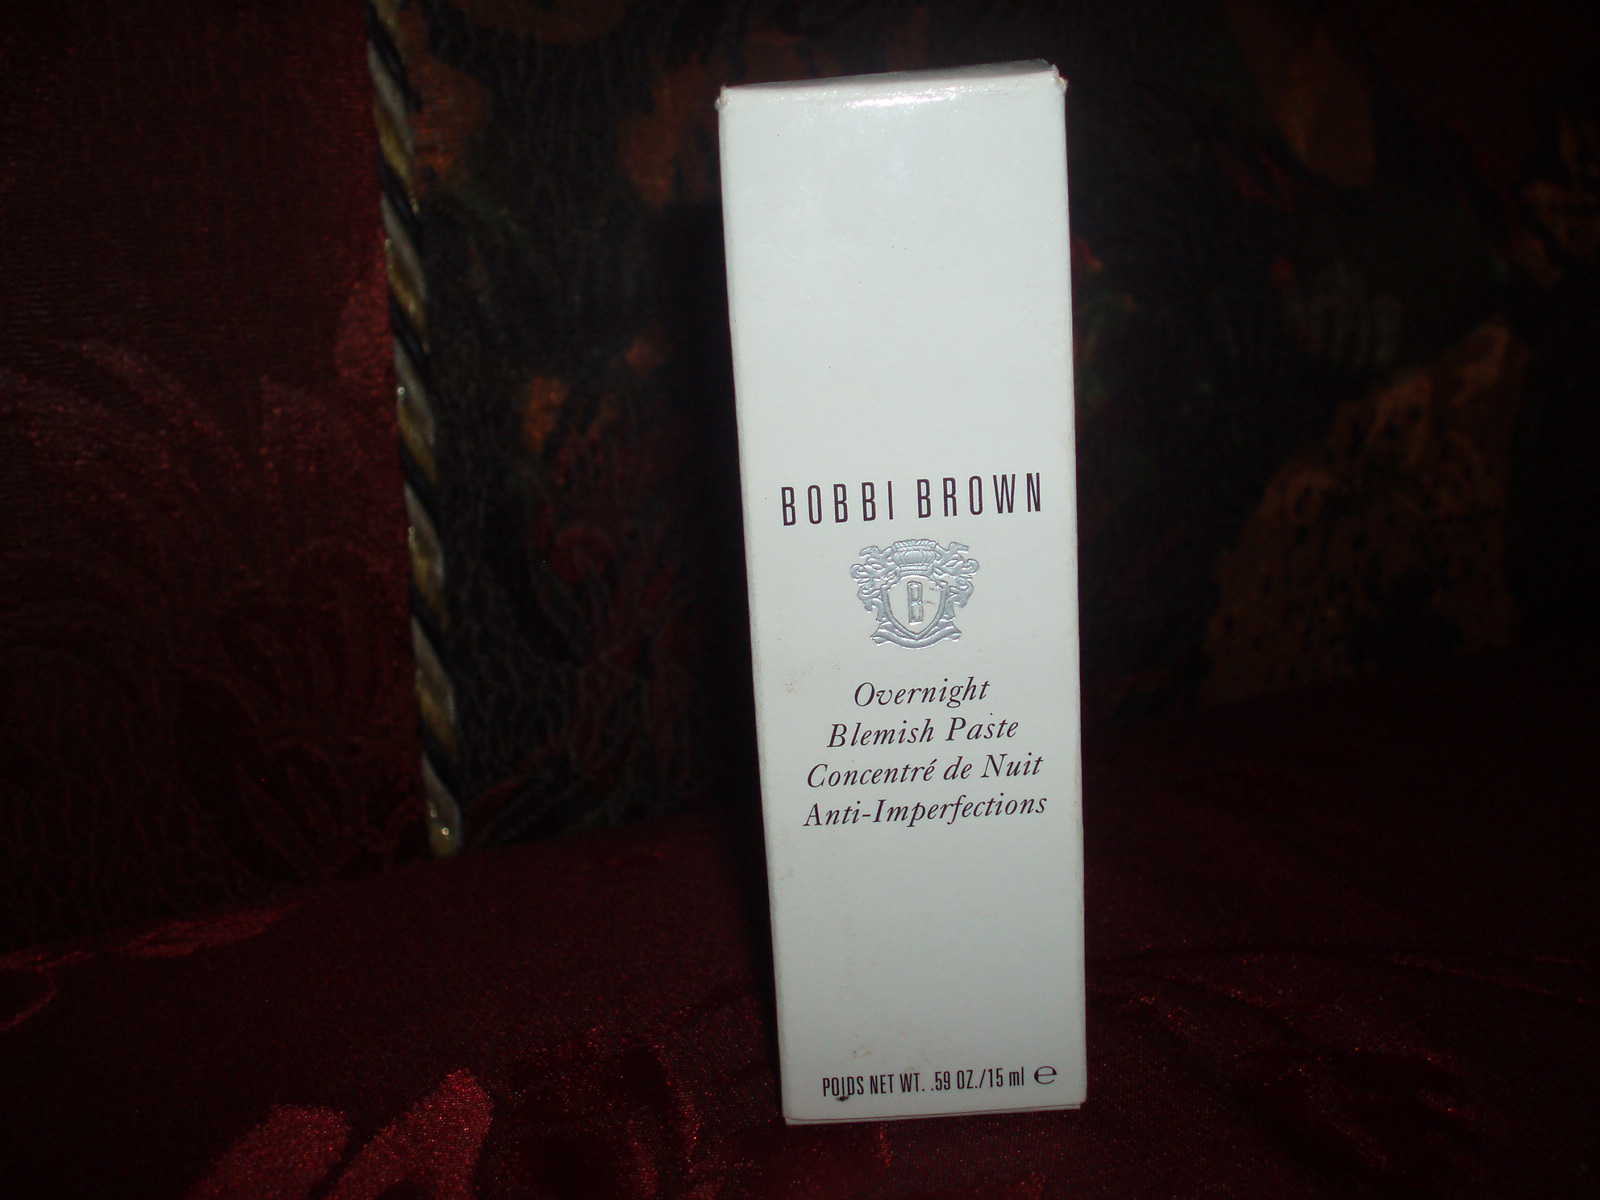 BOBBI BROWN
B
Overnight
Blemish Paste
Concentré de Nuit
Anti-Imperfections
POIDS NET WT. .59 OZ./15 ml ℮